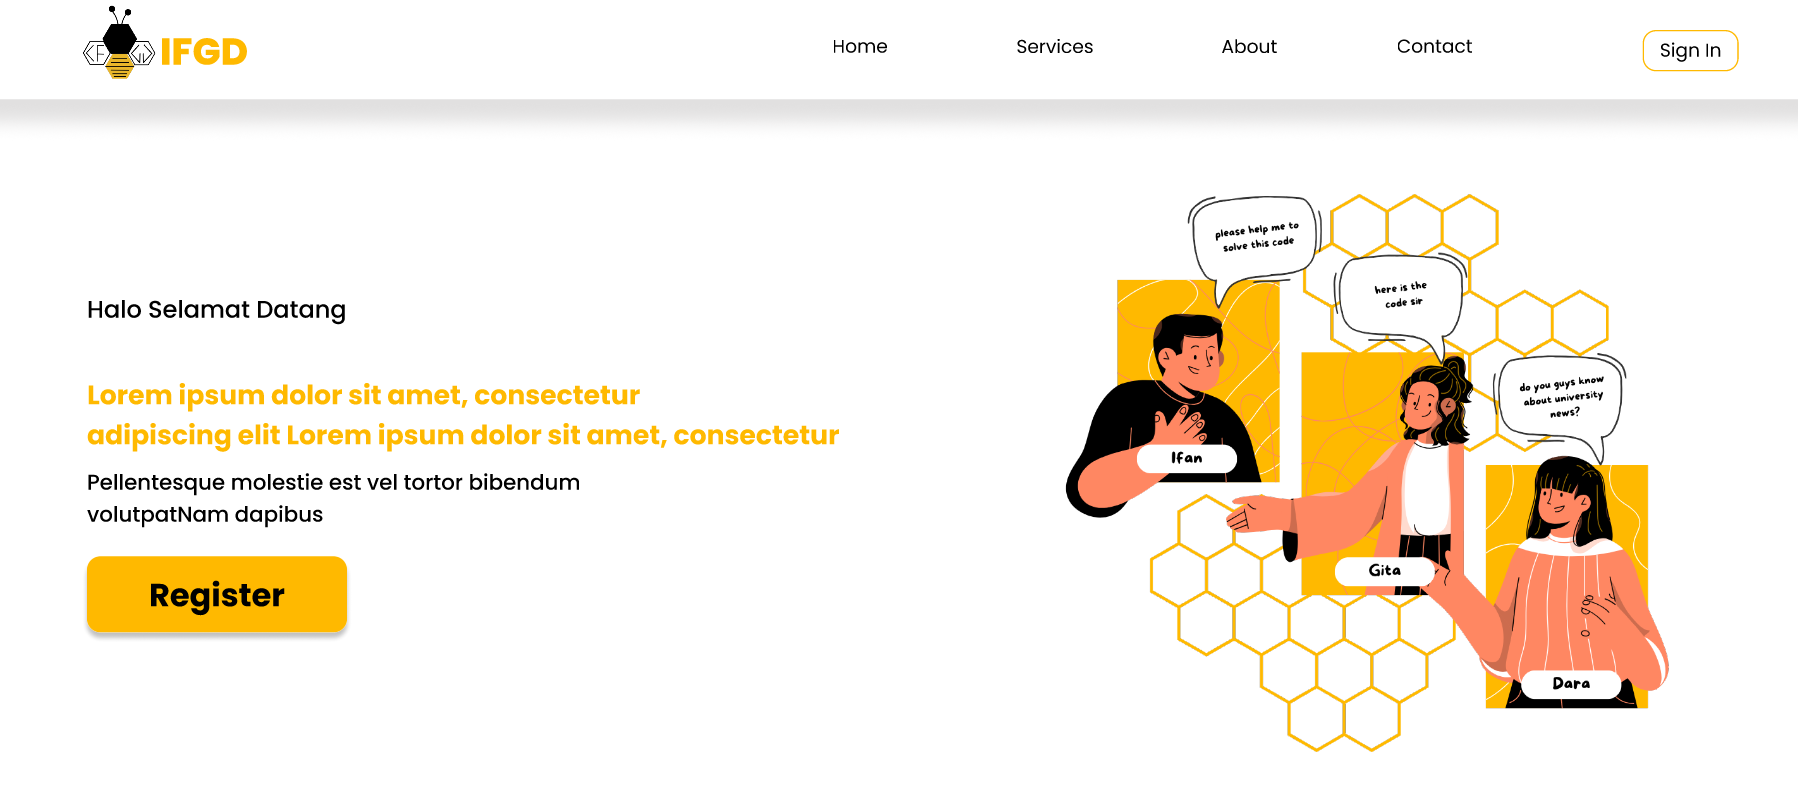 IFGD
Home
Services
About
Contact
Sign In
Halo Selamat Datang
Lorem ipsum dolor sit amet, consectetur
adipiscing elit Lorem ipsum dolor sit amet, consectetur
Pellentesque molestie est vel tortor bibendum
volutpatNam dapibus
Register
please help me to
solve this code
here is the
code sir
do you guys know
about university
news?
Ifan
Gita
Dara